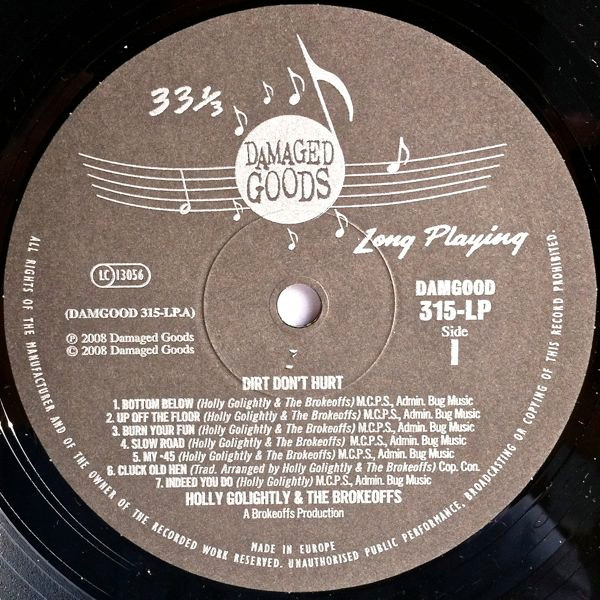 33 1/3
DAMAGED
GOODS
Long Playing
LC 13056
DAMGOOD
315-LP
Side
1
(DAMGOOD 315-LP.A)
℗ 2008 Damaged Goods
© 2008 Damaged Goods
DIRT DON'T HURT
1. BOTTOM BELOW (Holly Golightly & The Brokeoffs) M.C.P.S., Admin. Bug Music
2. UP OFF THE FLOOR (Holly Golightly & The Brokeoffs) M.C.P.S., Admin. Bug Music
3. BURN YOUR FUN (Holly Golightly & The Brokeoffs) M.C.P.S., Admin. Bug Music
4. SLOW ROAD (Holly Golightly & The Brokeoffs) M.C.P.S., Admin. Bug Music
5. MY .45 (Holly Golightly & The Brokeoffs) M.C.P.S., Admin. Bug Music
6. CLUCK OLD HEN (Trad. Arranged by Holly Golightly & The Brokeoffs) Cop. Con.
7. INDEED YOU DO (Holly Golightly) M.C.P.S., Admin. Bug Music
HOLLY GOLIGHTLY & THE BROKEOFFS
A Brokeoffs Production
MADE IN EUROPE
ALL RIGHTS OF THE MANUFACTURER AND OF THE OWNER OF THE RECORDED WORK RESERVED. UNAUTHORISED PUBLIC PERFORMANCE, BROADCASTING OR COPYING OF THIS RECORD PROHIBITED.